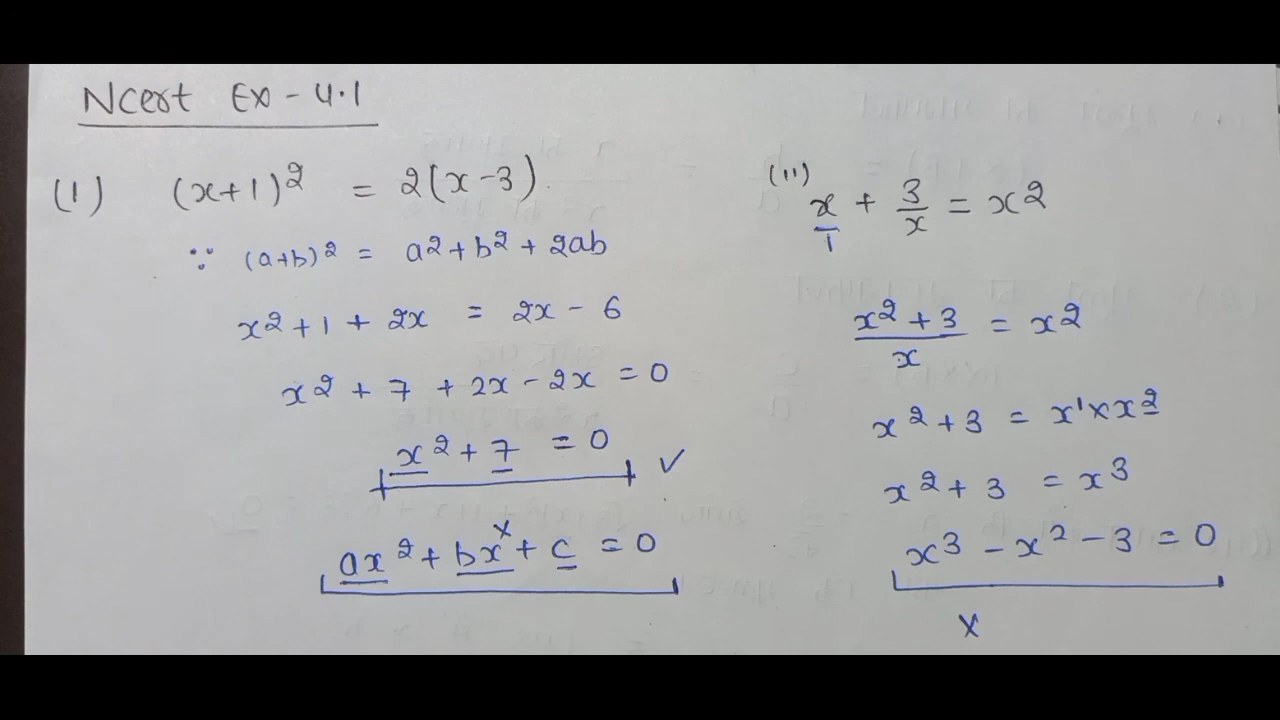 Ncert Ex - 4.1
(1) (x+1)² = 2(x-3).
∵ (a+b)² = a² + b² + 2ab
x² + 1 + 2x = 2x - 6
x² + 7 + 2x - 2x = 0
x² + 7 = 0 ✓
ax² + bx + c = 0
x
(11)
x/1 + 3/x = x²
x² + 3 / x = x²
x² + 3 = x¹ × x²
x² + 3 = x³
x³ - x² - 3 = 0
x